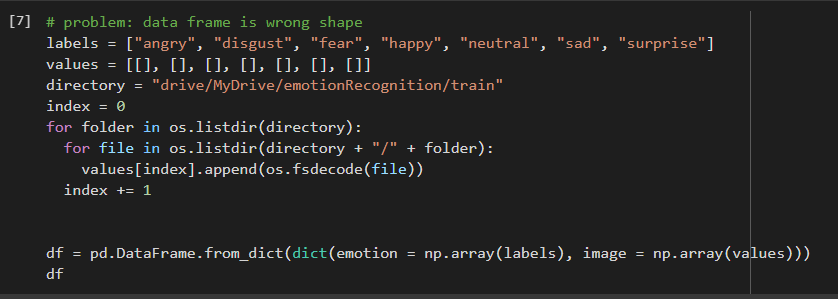 [7] # problem: data frame is wrong shape
labels = ["angry", "disgust", "fear", "happy", "neutral", "sad", "surprise"]
values = [[], [], [], [], [], [], []]
directory = "drive/MyDrive/emotionRecognition/train"
index = 0
for folder in os.listdir(directory):
  for file in os.listdir(directory + "/" + folder):
    values[index].append(os.fsdecode(file))
  index += 1
df = pd.DataFrame.from_dict(dict(emotion = np.array(labels), image = np.array(values)))
df